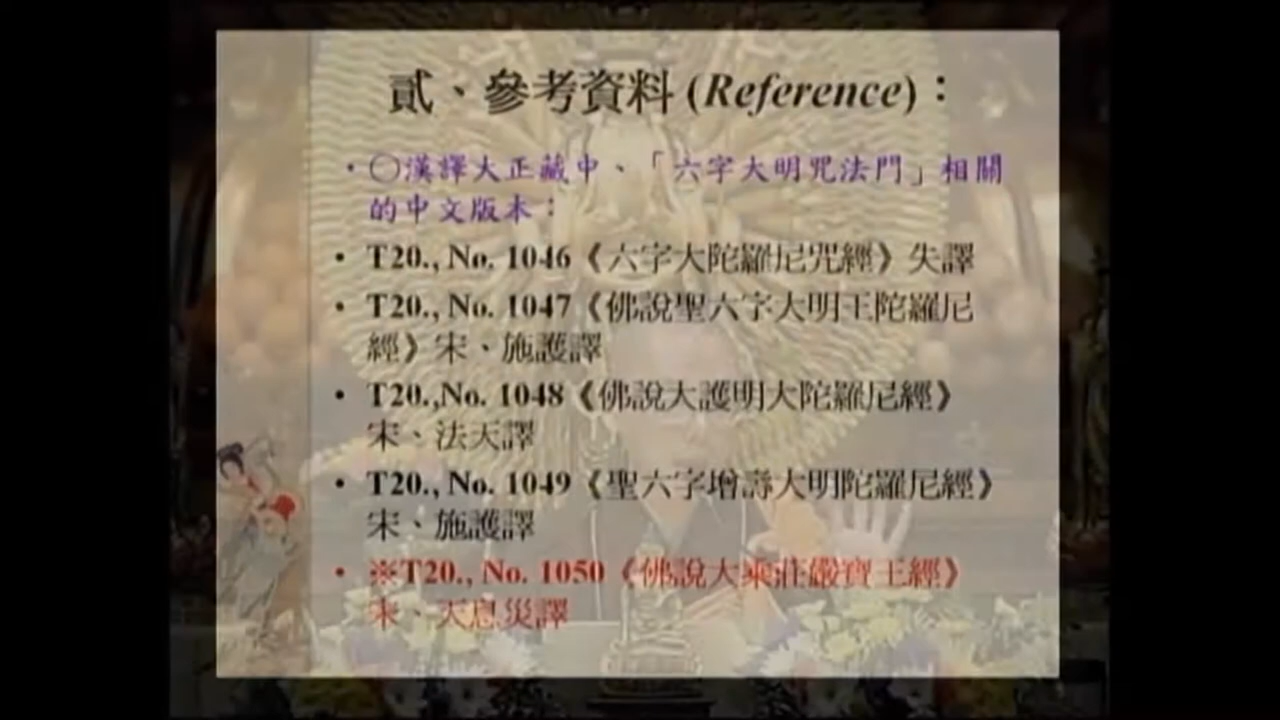 貳、參考資料 (Reference)：
・〇漢譯大正藏中、「六字大明咒法門」相關
的中文版本：
• T20., No. 1046《六字大陀羅尼咒經》失譯
• T20., No. 1047《佛說聖六字大明王陀羅尼
經》宋、施護譯
• T20.,No. 1048《佛說大護明大陀羅尼經》
宋、法天譯
• T20., No. 1049《聖六字增壽大明陀羅尼經》
宋、施護譯
• ※T20., No. 1050《佛說大乘莊嚴寶王經》
宋、天息災譯